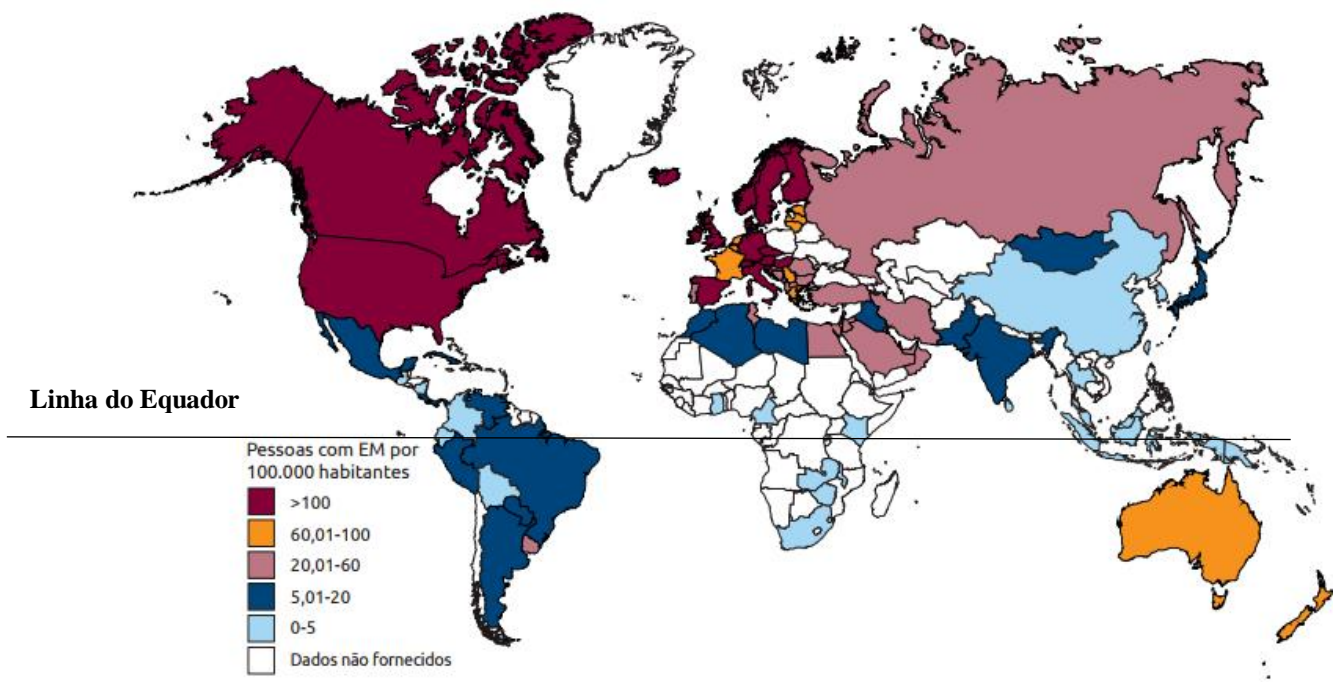 Linha do Equador
Pessoas com EM por
100.000 habitantes
>100
60,01-100
20,01-60
5,01-20
0-5
Dados não fornecidos